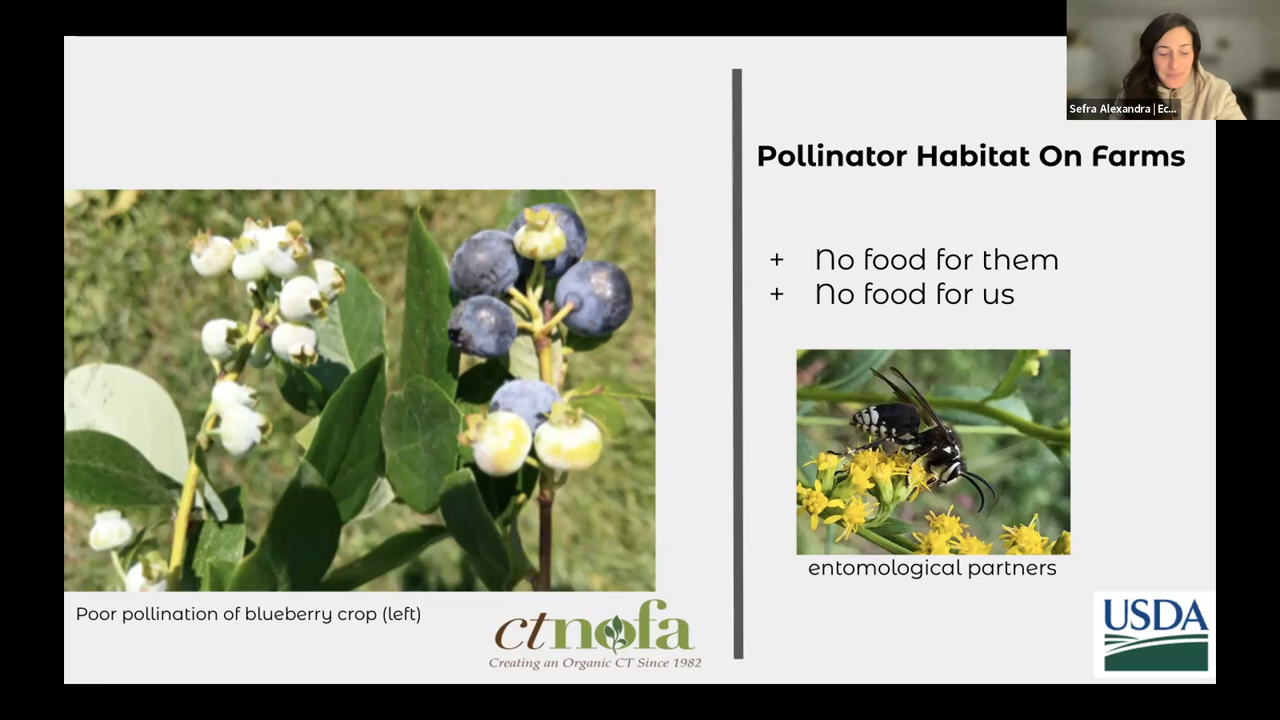 Sefra Alexandra | Ec...
Pollinator Habitat On Farms
+ No food for them
+ No food for us
entomological partners
Poor pollination of blueberry crop (left)
ctnofa
Creating an Organic CT Since 1982
USDA